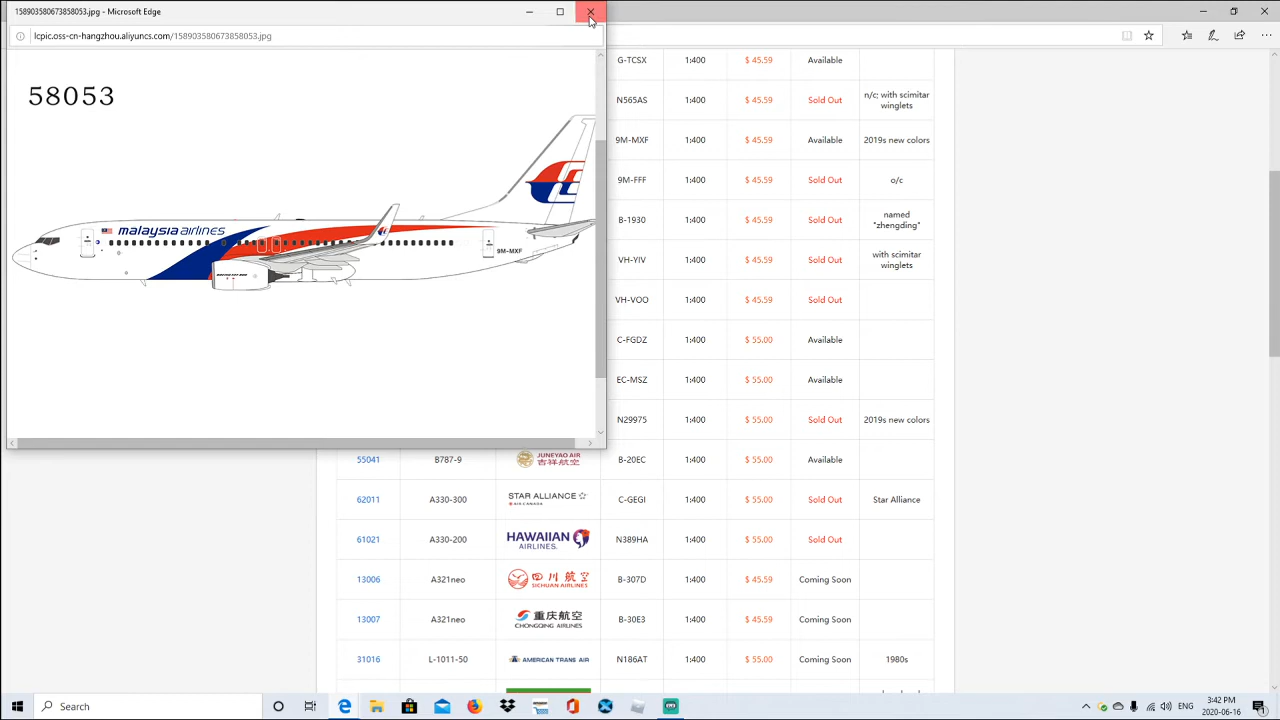 158903580673858053.jpg - Microsoft Edge
lcpic.oss-cn-hangzhou.aliyuncs.com/158903580673858053.jpg
58053
malaysia airlines
9M-MXF
G-TCSX 1:400 $ 45.59 Available
N565AS 1:400 $ 45.59 Sold Out n/c; with scimitar
winglets
9M-MXF 1:400 $ 45.59 Available 2019s new colors
9M-FFF 1:400 $ 45.59 Sold Out o/c
B-1930 1:400 $ 45.59 Sold Out named
"zhengding"
VH-YIV 1:400 $ 45.59 Sold Out with scimitar
winglets
VH-VOO 1:400 $ 45.59 Sold Out
C-FGDZ 1:400 $ 55.00 Available
EC-MSZ 1:400 $ 55.00 Available
N29975 1:400 $ 55.00 Sold Out 2019s new colors
55041 B787-9 JUNEYAO AIR 吉祥航空 B-20EC 1:400 $ 55.00 Available
62011 A330-300 STAR ALLIANCE AIR CANADA C-GEGI 1:400 $ 55.00 Sold Out Star Alliance
61021 A330-200 HAWAIIAN AIRLINES. N389HA 1:400 $ 55.00 Sold Out
13006 A321neo 四川航空 SICHUAN AIRLINES B-307D 1:400 $ 45.59 Coming Soon
13007 A321neo 重庆航空 CHONGQING AIRLINES B-30E3 1:400 $ 45.59 Coming Soon
31016 L-1011-50 AMERICAN TRANS AIR N186AT 1:400 $ 55.00 Coming Soon 1980s
Search
ENG
3:42 PM
2020-06-16